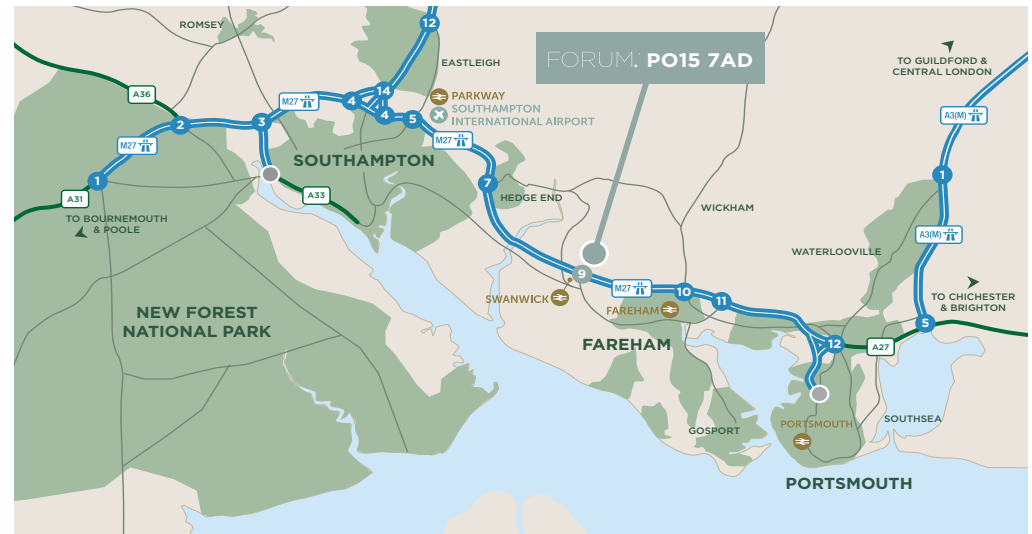 ROMSEY
12
EASTLEIGH
FORUM: PO15 7AD
TO GUILDFORD &
CENTRAL LONDON
A36
M27
4
14
PARKWAY
SOUTHAMPTON
INTERNATIONAL AIRPORT
A3(M)
2
3
4
5
M27
M27
SOUTHAMPTON
1
7
1
A31
A33
HEDGE END
WICKHAM
TO BOURNEMOUTH
& POOLE
A3(M)
WATERLOOVILLE
9
SWANWICK
M27
10
11
FAREHAM
TO CHICHESTER
& BRIGHTON
NEW FOREST
NATIONAL PARK
5
FAREHAM
12
A27
GOSPORT
PORTSMOUTH
SOUTHSEA
PORTSMOUTH